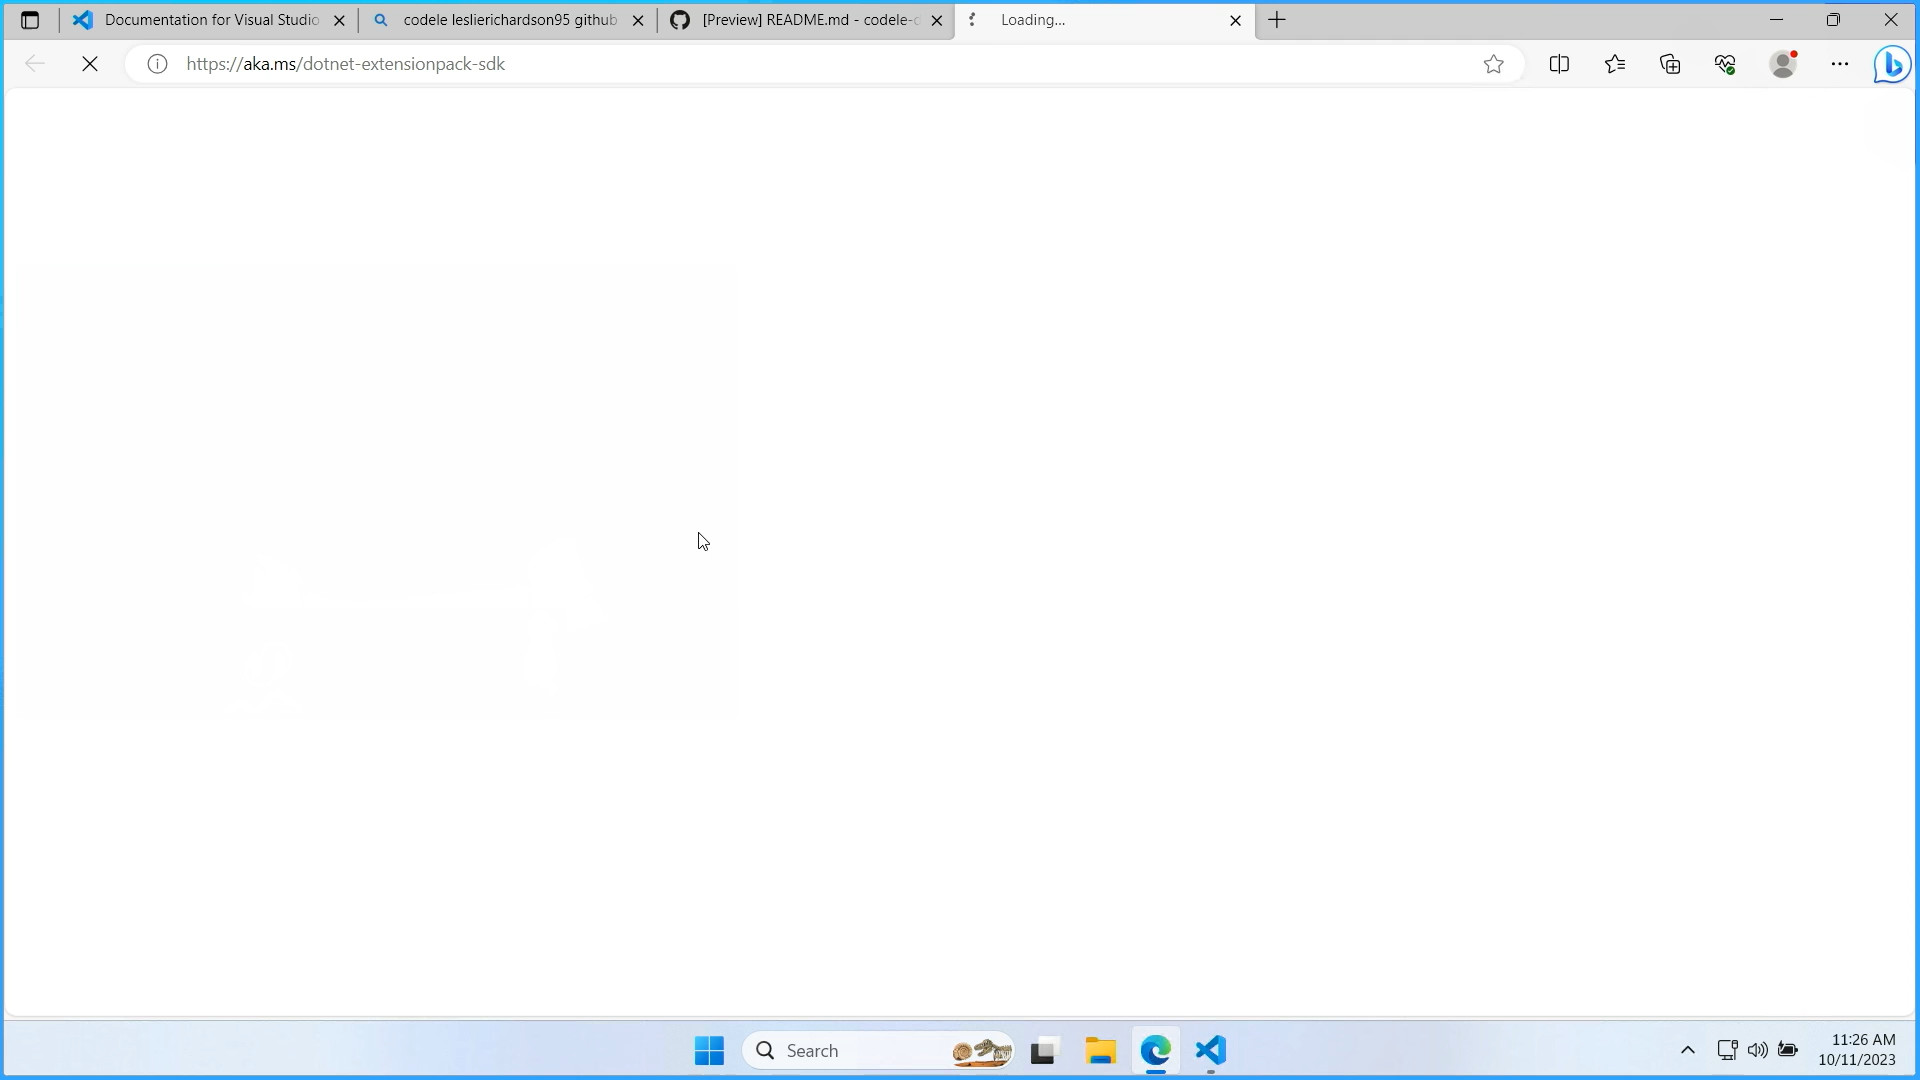 Documentation for Visual Studio
codele leslierichardson95 github
[Preview] README.md - codele-c
Loading...
https://aka.ms/dotnet-extensionpack-sdk
Search
11:26 AM
10/11/2023